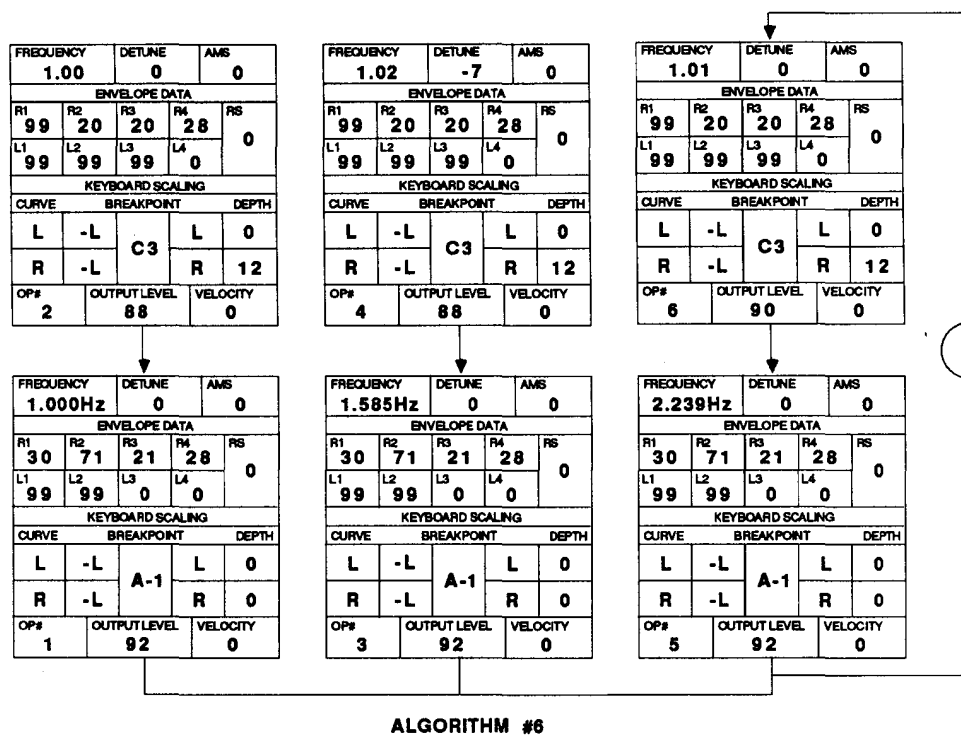 FREQUENCY DETUNE AMS
1.00 0 0
ENVELOPE DATA
R1 R2 R3 R4 RS
99 20 20 28 0
L1 L2 L3 L4
99 99 99 0
KEYBOARD SCALING
CURVE BREAKPOINT DEPTH
L -L C3 L 0
R -L R 12
OP# OUTPUT LEVEL VELOCITY
2 88 0
FREQUENCY DETUNE AMS
1.02 -7 0
ENVELOPE DATA
R1 R2 R3 R4 RS
99 20 20 28 0
L1 L2 L3 L4
99 99 99 0
KEYBOARD SCALING
CURVE BREAKPOINT DEPTH
L -L C3 L 0
R -L R 12
OP# OUTPUT LEVEL VELOCITY
4 88 0
FREQUENCY DETUNE AMS
1.01 0 0
ENVELOPE DATA
R1 R2 R3 R4 RS
99 20 20 28 0
L1 L2 L3 L4
99 99 99 0
KEYBOARD SCALING
CURVE BREAKPOINT DEPTH
L -L C3 L 0
R -L R 12
OP# OUTPUT LEVEL VELOCITY
6 90 0
FREQUENCY DETUNE AMS
1.000Hz 0 0
ENVELOPE DATA
R1 R2 R3 R4 RS
30 71 21 28 0
L1 L2 L3 L4
99 99 0 0
KEYBOARD SCALING
CURVE BREAKPOINT DEPTH
L -L A-1 L 0
R -L R 0
OP# OUTPUT LEVEL VELOCITY
1 92 0
FREQUENCY DETUNE AMS
1.585Hz 0 0
ENVELOPE DATA
R1 R2 R3 R4 RS
30 71 21 28 0
L1 L2 L3 L4
99 99 0 0
KEYBOARD SCALING
CURVE BREAKPOINT DEPTH
L -L A-1 L 0
R -L R 0
OP# OUTPUT LEVEL VELOCITY
3 92 0
FREQUENCY DETUNE AMS
2.239Hz 0 0
ENVELOPE DATA
R1 R2 R3 R4 RS
30 71 21 28 0
L1 L2 L3 L4
99 99 0 0
KEYBOARD SCALING
CURVE BREAKPOINT DEPTH
L -L A-1 L 0
R -L R 0
OP# OUTPUT LEVEL VELOCITY
5 92 0
ALGORITHM #6